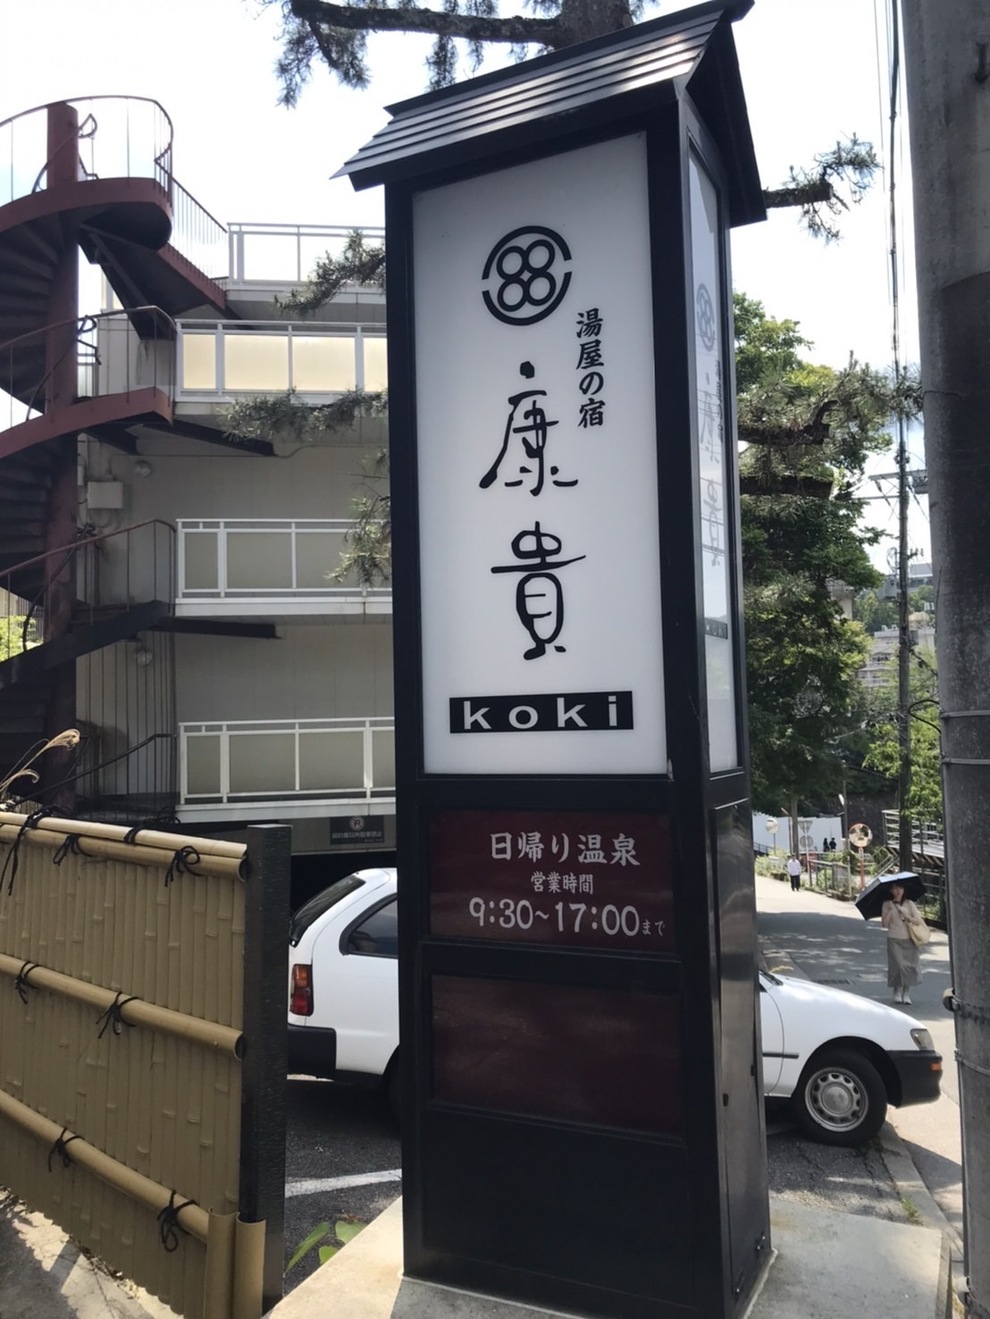 湯屋の宿
康貴
koki
日帰り温泉
営業時間
9:30~17:00まで